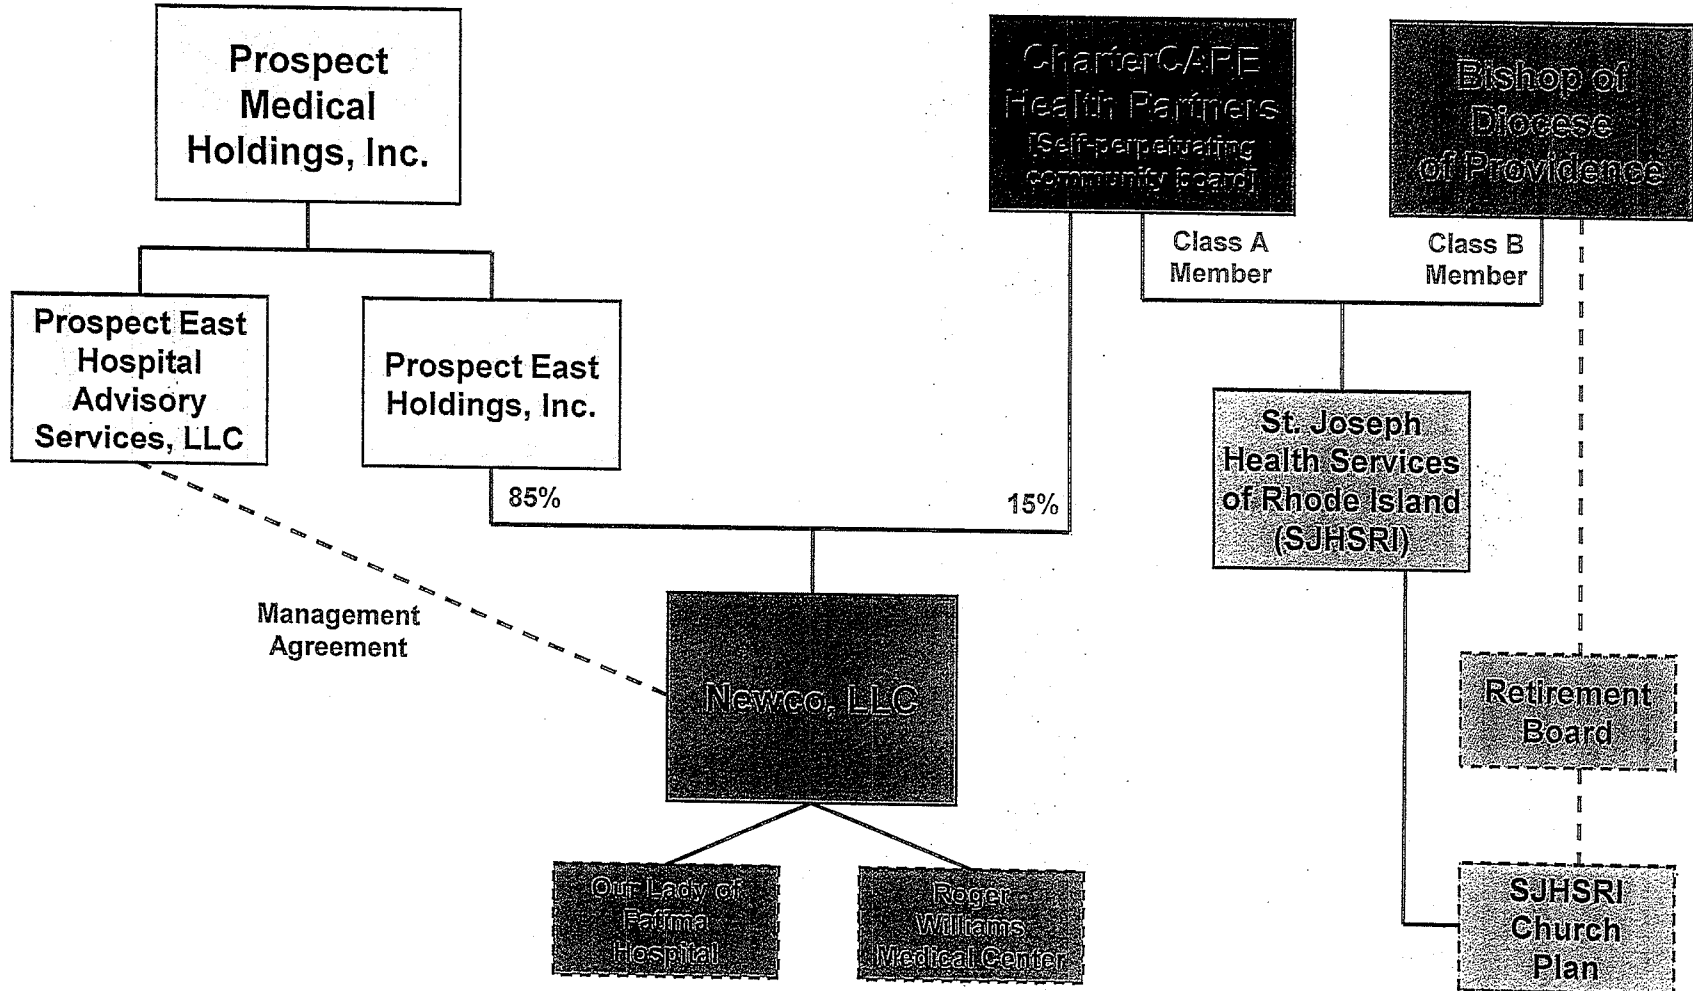 Prospect
Medical
Holdings, Inc.
CharterCARE
Health Partners
[Self-perpetuating
community board]
Bishop of
Diocese
of Providence
Class A
Member
Class B
Member
Prospect East
Hospital
Advisory
Services, LLC
Prospect East
Holdings, Inc.
St. Joseph
Health Services
of Rhode Island
(SJHSRI)
85%
15%
Management
Agreement
Newco, LLC
Retirement
Board
Our Lady of
Fatima
Hospital
Roger
Williams
Medical Center
SJHSRI
Church
Plan